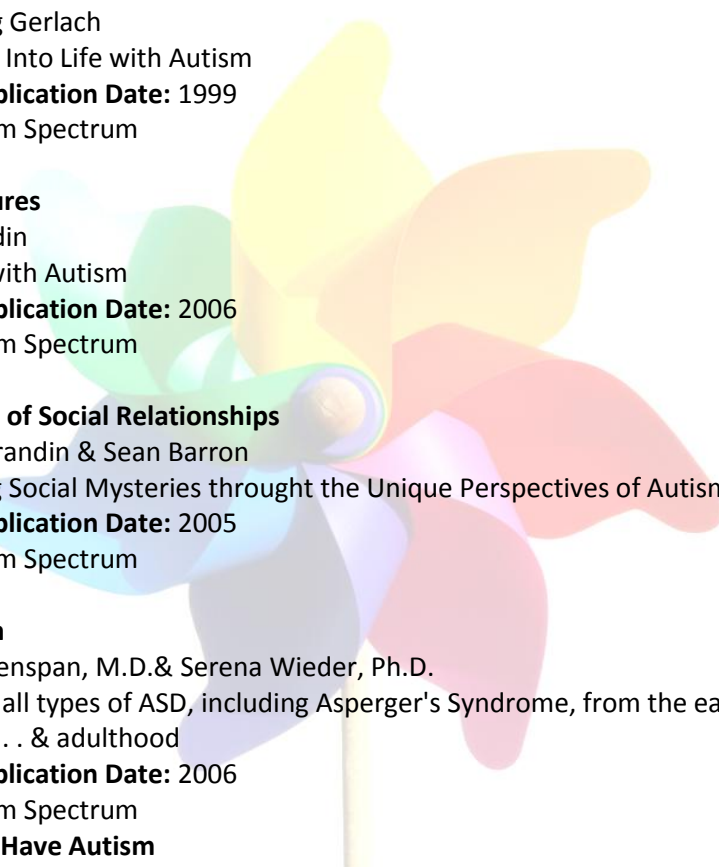 g Gerlach
Into Life with Autism
blication Date: 1999
m Spectrum
ures
din
with Autism
blication Date: 2006
m Spectrum
of Social Relationships
randin & Sean Barron
g Social Mysteries throught the Unique Perspectives of Autism
blication Date: 2005
m Spectrum
n
enspan, M.D.& Serena Wieder, Ph.D.
all types of ASD, including Asperger's Syndrome, from the ea
. . & adulthood
blication Date: 2006
m Spectrum
Have Autism